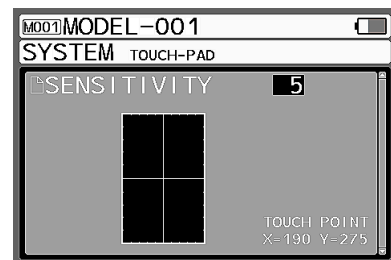 M001 MODEL-001
SYSTEM TOUCH-PAD
SENSITIVITY 5
TOUCH POINT
X=190 Y=275